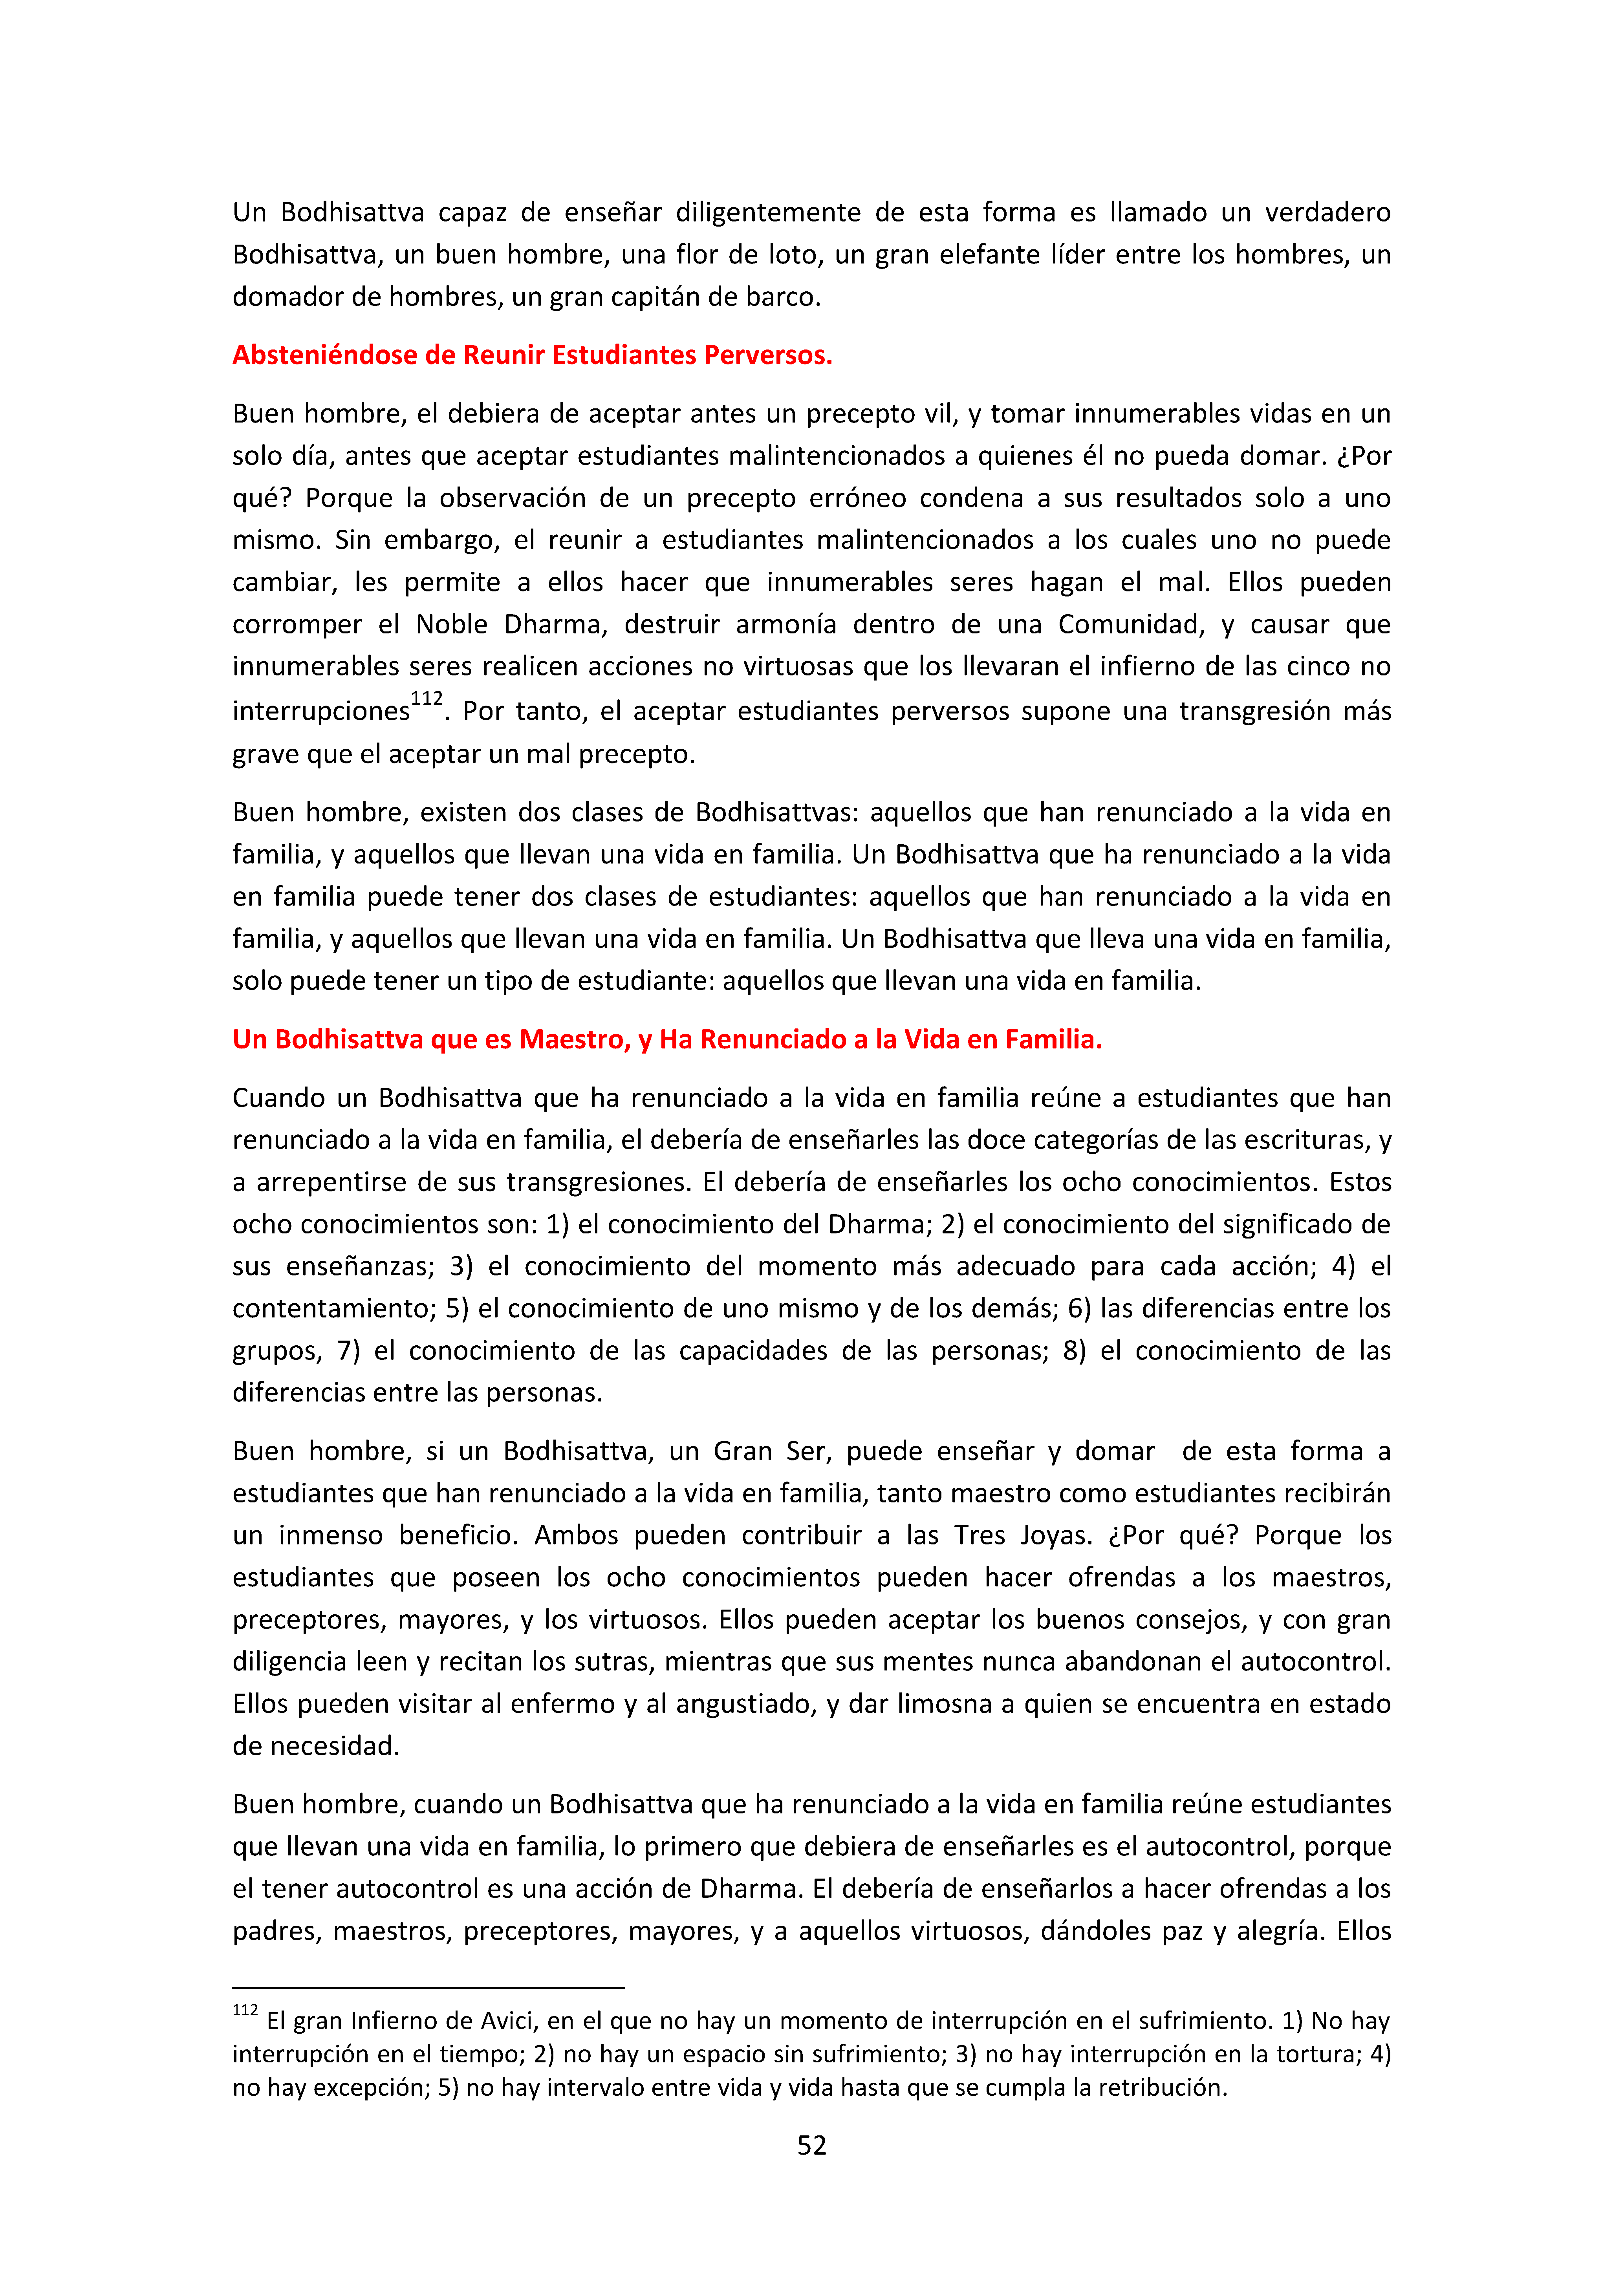 Un Bodhisattva capaz de enseñar diligentemente de esta forma es llamado un verdadero
Bodhisattva, un buen hombre, una flor de loto, un gran elefante líder entre los hombres, un
domador de hombres, un gran capitán de barco.
Absteniéndose de Reunir Estudiantes Perversos.
Buen hombre, el debiera de aceptar antes un precepto vil, y tomar innumerables vidas en un
solo día, antes que aceptar estudiantes malintencionados a quienes él no pueda domar. ¿Por
qué? Porque la observación de un precepto erróneo condena a sus resultados solo a uno
mismo. Sin embargo, el reunir a estudiantes malintencionados a los cuales uno no puede
cambiar, les permite a ellos hacer que innumerables seres hagan el mal. Ellos pueden
corromper el Noble Dharma, destruir armonía dentro de una Comunidad, y causar que
innumerables seres realicen acciones no virtuosas que los llevaran el infierno de las cinco no
interrupciones112. Por tanto, el aceptar estudiantes perversos supone una transgresión más
grave que el aceptar un mal precepto.
Buen hombre, existen dos clases de Bodhisattvas: aquellos que han renunciado a la vida en
familia, y aquellos que llevan una vida en familia. Un Bodhisattva que ha renunciado a la vida
en familia puede tener dos clases de estudiantes: aquellos que han renunciado a la vida en
familia, y aquellos que llevan una vida en familia. Un Bodhisattva que lleva una vida en familia,
solo puede tener un tipo de estudiante: aquellos que llevan una vida en familia.
Un Bodhisattva que es Maestro, y Ha Renunciado a la Vida en Familia.
Cuando un Bodhisattva que ha renunciado a la vida en familia reúne a estudiantes que han
renunciado a la vida en familia, el debería de enseñarles las doce categorías de las escrituras, y
a arrepentirse de sus transgresiones. El debería de enseñarles los ocho conocimientos. Estos
ocho conocimientos son: 1) el conocimiento del Dharma; 2) el conocimiento del significado de
sus enseñanzas; 3) el conocimiento del momento más adecuado para cada acción; 4) el
contentamiento; 5) el conocimiento de uno mismo y de los demás; 6) las diferencias entre los
grupos, 7) el conocimiento de las capacidades de las personas; 8) el conocimiento de las
diferencias entre las personas.
Buen hombre, si un Bodhisattva, un Gran Ser, puede enseñar y domar  de esta forma a
estudiantes que han renunciado a la vida en familia, tanto maestro como estudiantes recibirán
un inmenso beneficio. Ambos pueden contribuir a las Tres Joyas. ¿Por qué? Porque los
estudiantes que poseen los ocho conocimientos pueden hacer ofrendas a los maestros,
preceptores, mayores, y los virtuosos. Ellos pueden aceptar los buenos consejos, y con gran
diligencia leen y recitan los sutras, mientras que sus mentes nunca abandonan el autocontrol.
Ellos pueden visitar al enfermo y al angustiado, y dar limosna a quien se encuentra en estado
de necesidad.
Buen hombre, cuando un Bodhisattva que ha renunciado a la vida en familia reúne estudiantes
que llevan una vida en familia, lo primero que debiera de enseñarles es el autocontrol, porque
el tener autocontrol es una acción de Dharma. El debería de enseñarlos a hacer ofrendas a los
padres, maestros, preceptores, mayores, y a aquellos virtuosos, dándoles paz y alegría. Ellos
112 El gran Infierno de Avici, en el que no hay un momento de interrupción en el sufrimiento. 1) No hay
interrupción en el tiempo; 2) no hay un espacio sin sufrimiento; 3) no hay interrupción en la tortura; 4)
no hay excepción; 5) no hay intervalo entre vida y vida hasta que se cumpla la retribución.
52